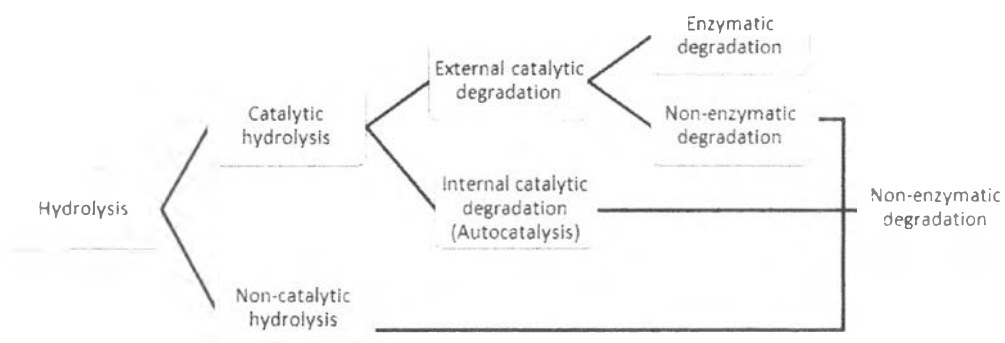 Enzymatic
degradation
External catalytic
degradation
Catalytic
hydrolysis
Non-enzymatic
degradation
Internal catalytic
degradation
(Autocatalysis)
Hydrolysis
Non-enzymatic
degradation
Non-catalytic
hydrolysis